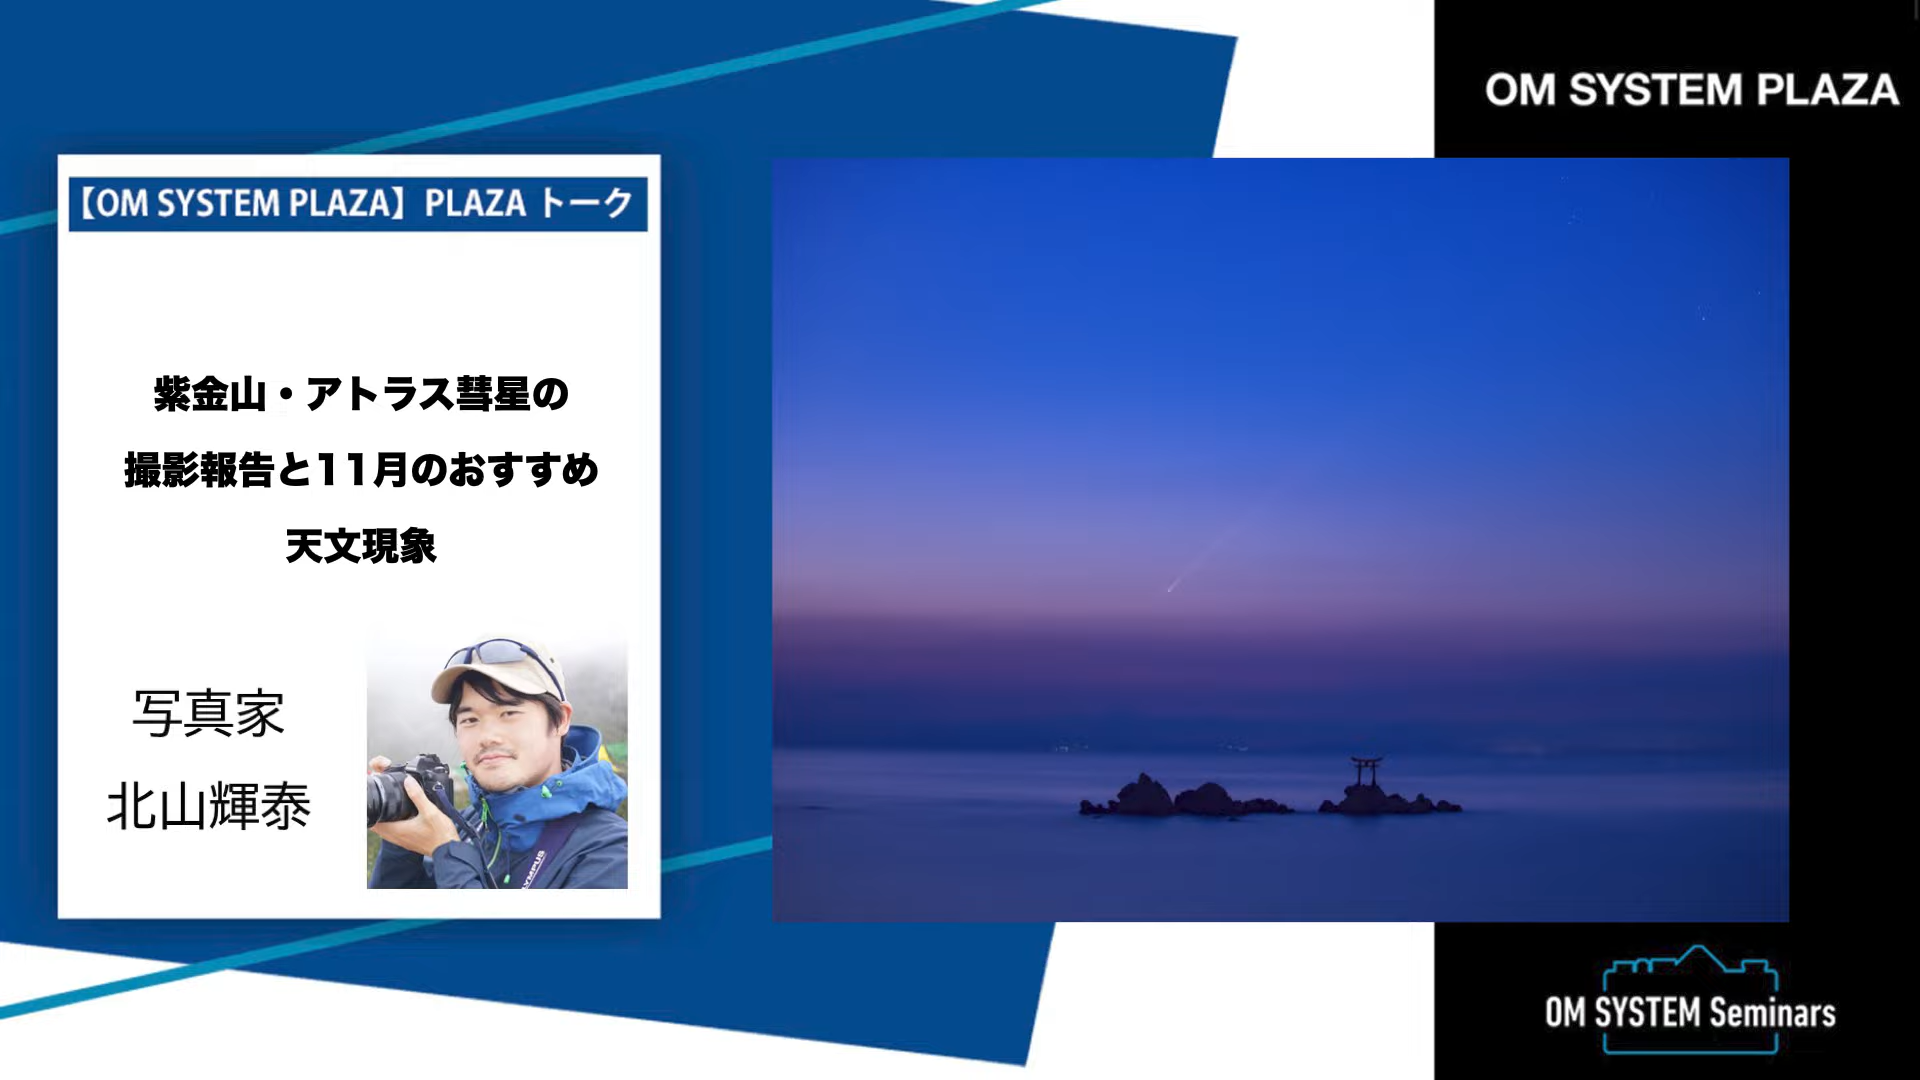 OM SYSTEM PLAZA
【OM SYSTEM PLAZA】PLAZA トーク
紫金山・アトラス彗星の
撮影報告と11月のおすすめ
天文現象
写真家
北山輝泰
OM SYSTEM Seminars